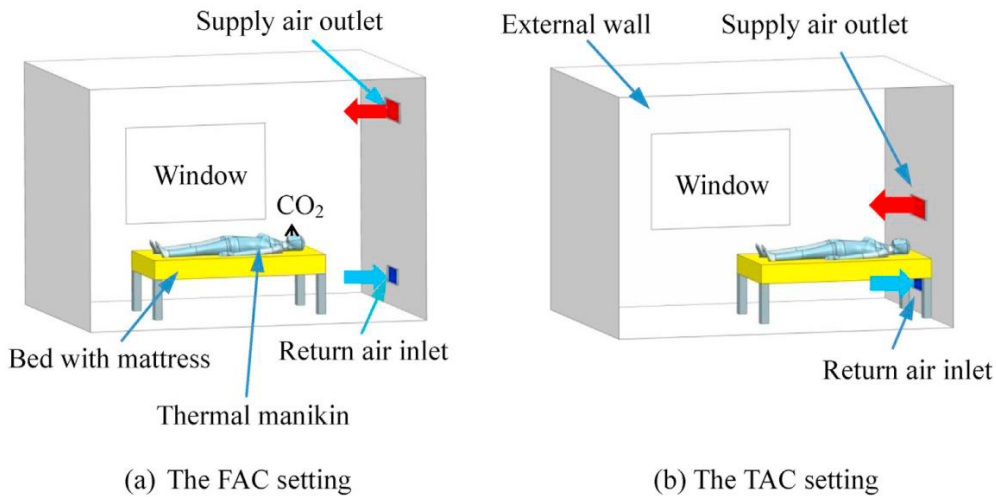 Supply air outlet
Window
CO₂
Bed with mattress
Return air inlet
Thermal manikin
(a) The FAC setting
External wall
Supply air outlet
Window
Return air inlet
(b) The TAC setting